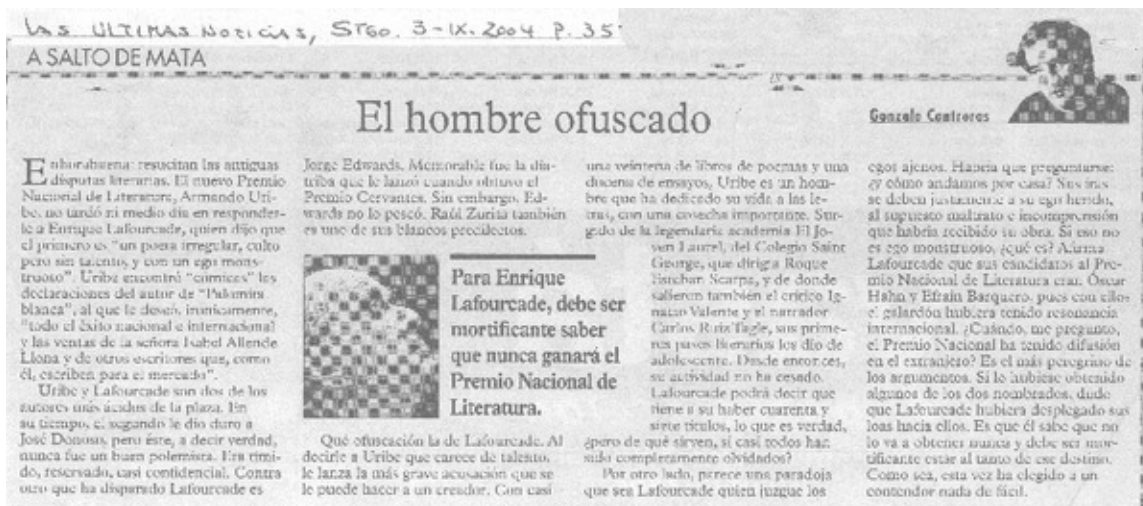 Las Ultimas Noticias, Stgo. 3-IX-2004 P. 35
A SALTO DE MATA
El hombre ofuscado
Gonzalo Contreras
Enhorabuena: resucitan las antiguas
disputas literarias. El nuevo Premio
Nacional de Literatura, Armando Uri-
be, no tardó ni medio día en responder-
le a Enrique Lafourcade, quien dijo que
el primero es "un poeta irregular, culto
pero sin talento, y con un ego mons-
truoso". Uribe encontró "cómicas" las
declaraciones del autor de "Palomita
blanca", al que le deseó, irónicamente,
"todo el éxito nacional e internacional
y las ventas de la señora Isabel Allende
Llona y de otros escritores que, como
él, escriben para el mercado".
Uribe y Lafourcade son dos de los
autores más ácidos de la plaza. En
su tiempo, el segundo le dio duro a
José Donoso, pero éste, a decir verdad,
nunca fue un buen polemista. Era tími-
do, reservado, casi confidencial. Contra
otro que ha disparado Lafourcade es
Jorge Edwards. Memorable fue la dia-
triba que le lanzó cuando obtuvo el
Premio Cervantes. Sin embargo, Ed-
wards no lo pescó. Raúl Zurita también
es uno de sus blancos predilectos.
Para Enrique
Lafourcade, debe ser
mortificante saber
que nunca ganará el
Premio Nacional de
Literatura.
Qué ofuscación la de Lafourcade. Al
decirle a Uribe que carece de talento,
le lanza la más grave acusación que se
le puede hacer a un creador. Con casi
una veintena de libros de poemas y una
docena de ensayos, Uribe es un hom-
bre que ha dedicado su vida a las le-
tras, con una cosecha importante. Sur-
gido de la legendaria academia El Jo-
ven Laurel, del Colegio Saint
George, que dirigía Roque
Esteban Scarpa, y de donde
salieron también el crítico Ig-
nacio Valente y el narrador
Carlos Ruiz Tagle, sus prime-
ros pasos literarios los dio de
adolescente. Desde entonces,
su actividad no ha cesado.
Lafourcade podrá decir que
tiene a su haber cuarenta y
siete títulos, lo que es verdad,
¿pero de qué sirven, si casi todos han
sido completamente olvidados?
Por otro lado, parece una paradoja
que sea Lafourcade quien juzgue los
egos ajenos. Habría que preguntarse:
¿y cómo andamos por casa? Sus iras
se deben justamente a su ego herido,
al supuesto maltrato e incomprensión
que habría recibido su obra. Si eso no
es ego monstruoso, ¿qué es? Afirma
Lafourcade que sus candidatos al Pre-
mio Nacional de Literatura eran Óscar
Hahn y Efraín Barquero, pues con ellos
el galardón hubiera tenido resonancia
internacional. ¿Cuándo, me pregunto,
el Premio Nacional ha tenido difusión
en el extranjero? Es el más peregrino de
los argumentos. Si lo hubiese obtenido
algunos de los dos nombrados, dudo
que Lafourcade hubiera desplegado sus
loas hacia ellos. Es que él sabe que no
lo va a obtener nunca y debe ser mor-
tificante estar al tanto de ese destino.
Como sea, esta vez ha elegido a un
contendor nada de fácil.